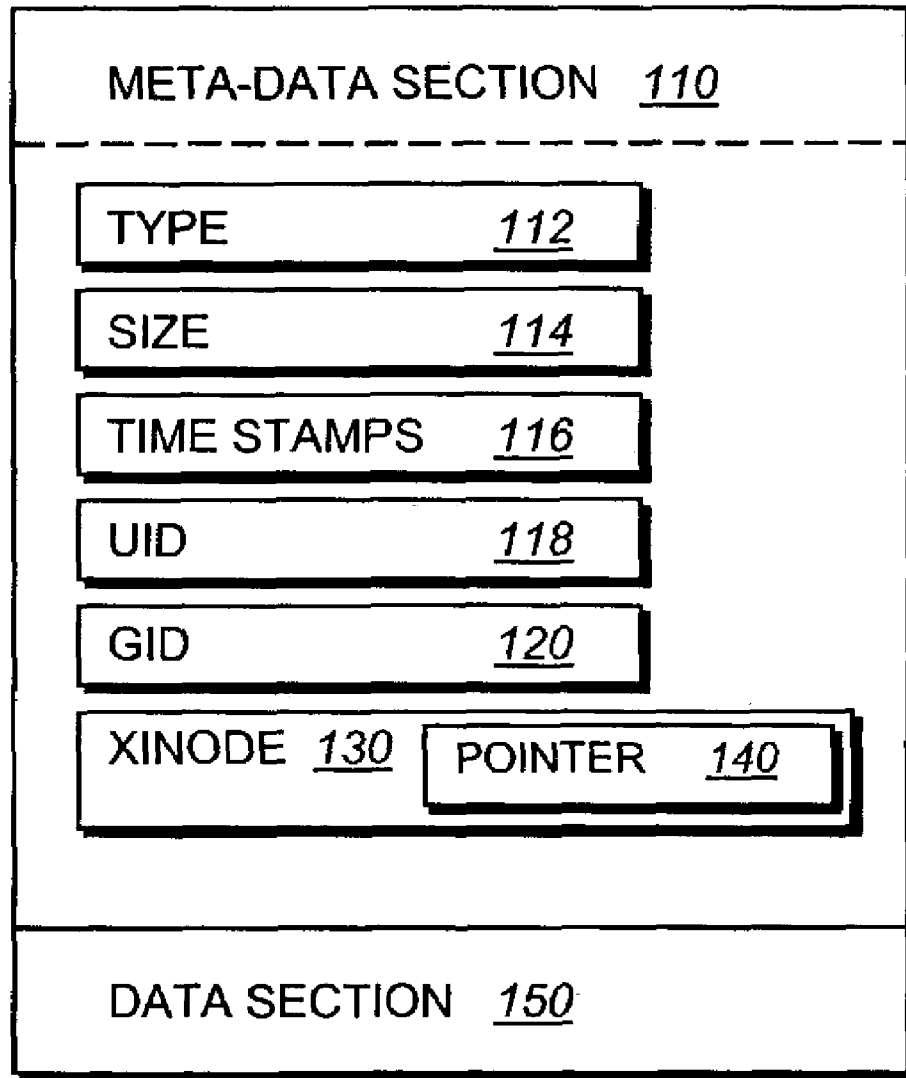 META-DATA SECTION 110
TYPE 112
SIZE 114
TIME STAMPS 116
UID 118
GID 120
XINODE 130 POINTER 140
DATA SECTION 150